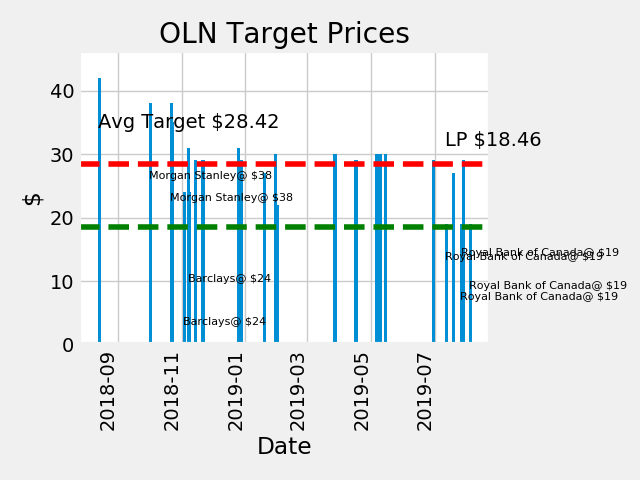 OLN Target Prices
40
Avg Target $28.42
LP $18.46
30
Morgan Stanley@ $38
Morgan Stanley@ $38
$
20
Royal Bank of Canada@ $19
Royal Bank of Canada@ $19
Barclays@ $24
10
Royal Bank of Canada@ $19
Royal Bank of Canada@ $19
Barclays@ $24
0
2018-09
2018-11
2019-01
2019-03
2019-05
2019-07
Date